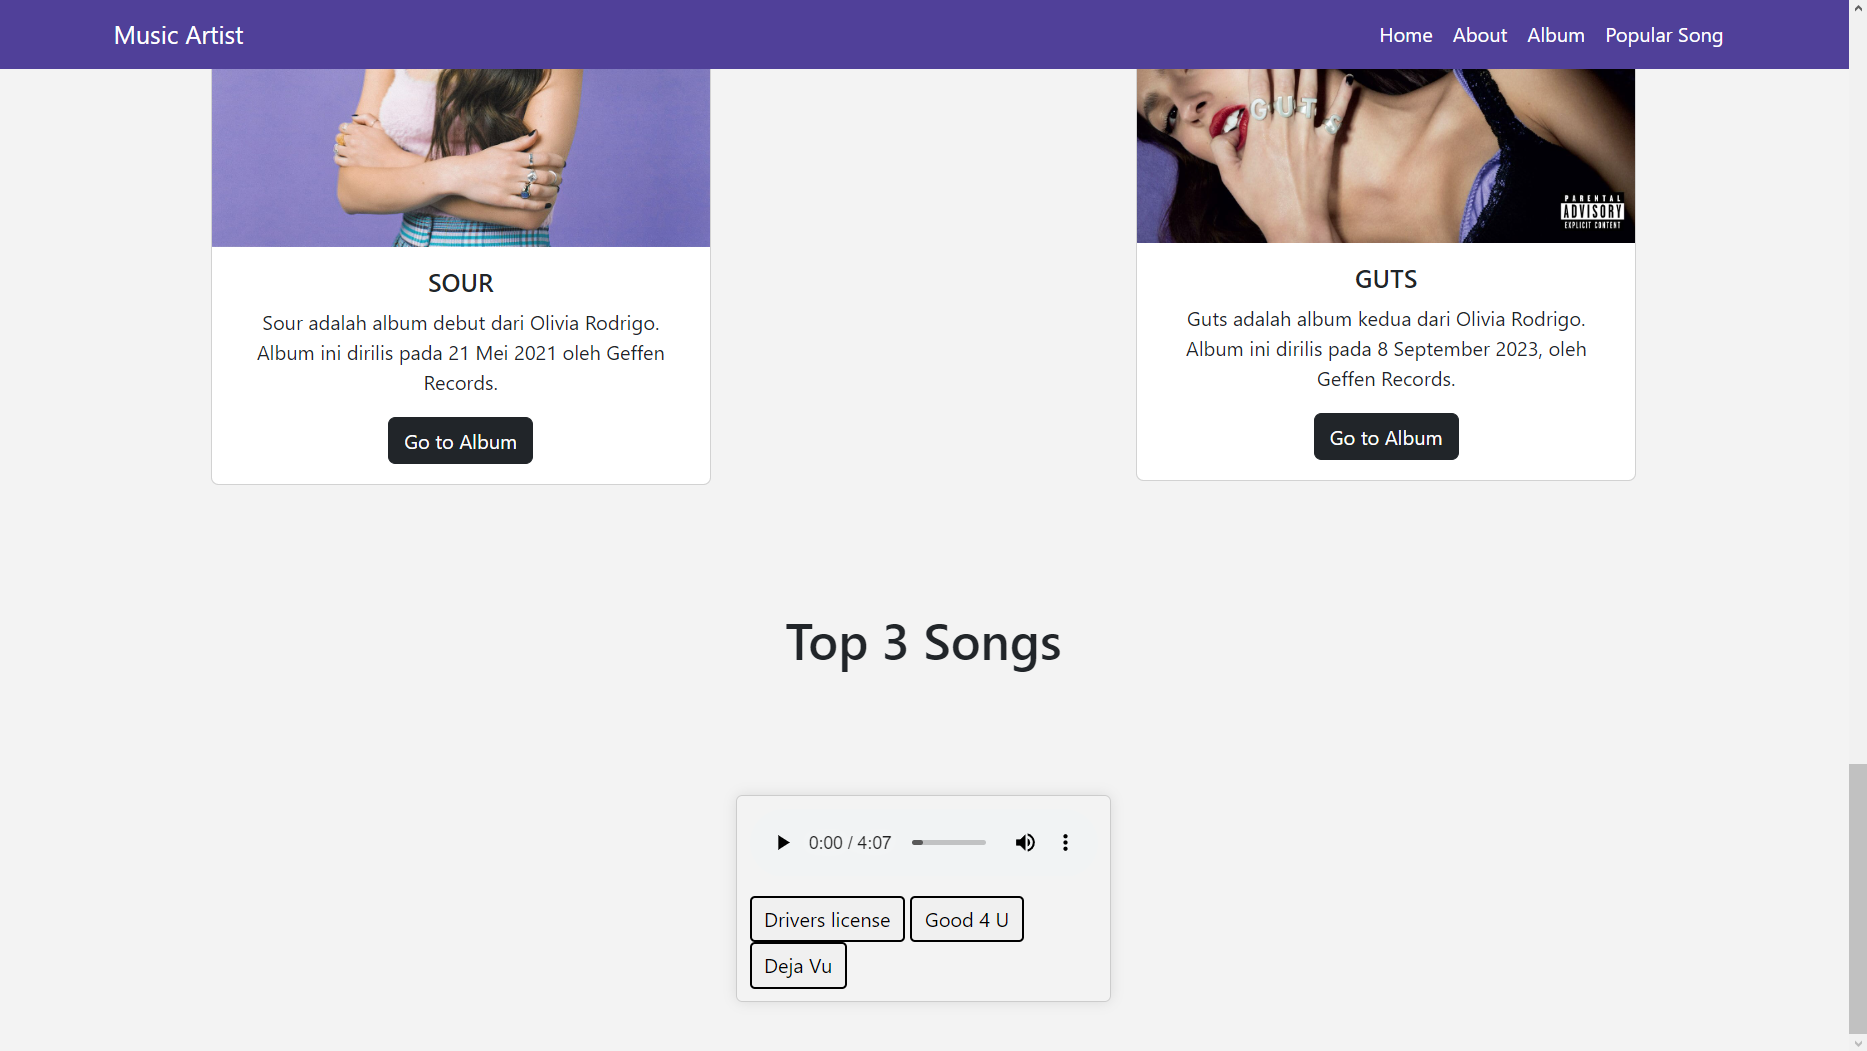 Music Artist
Home About Album Popular Song
GUTS
PARENTAL
ADVISORY
EXPLICIT CONTENT
SOUR
Sour adalah album debut dari Olivia Rodrigo.
Album ini dirilis pada 21 Mei 2021 oleh Geffen
Records.
Go to Album
GUTS
Guts adalah album kedua dari Olivia Rodrigo.
Album ini dirilis pada 8 September 2023, oleh
Geffen Records.
Go to Album
Top 3 Songs
0:00 / 4:07
Drivers license Good 4 U
Deja Vu